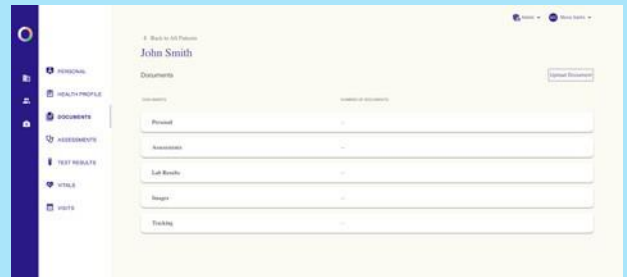 Admin
Back to All Patients
John Smith
Documents
Upload Document
DOCUMENTS
NUMBER OF DOCUMENTS
PERSONAL
HEALTH PROFILE
DOCUMENTS
ASSESSMENTS
TEST RESULTS
VITALS
VISITS
Personal
Assessments
Lab Results
Images
Tracking